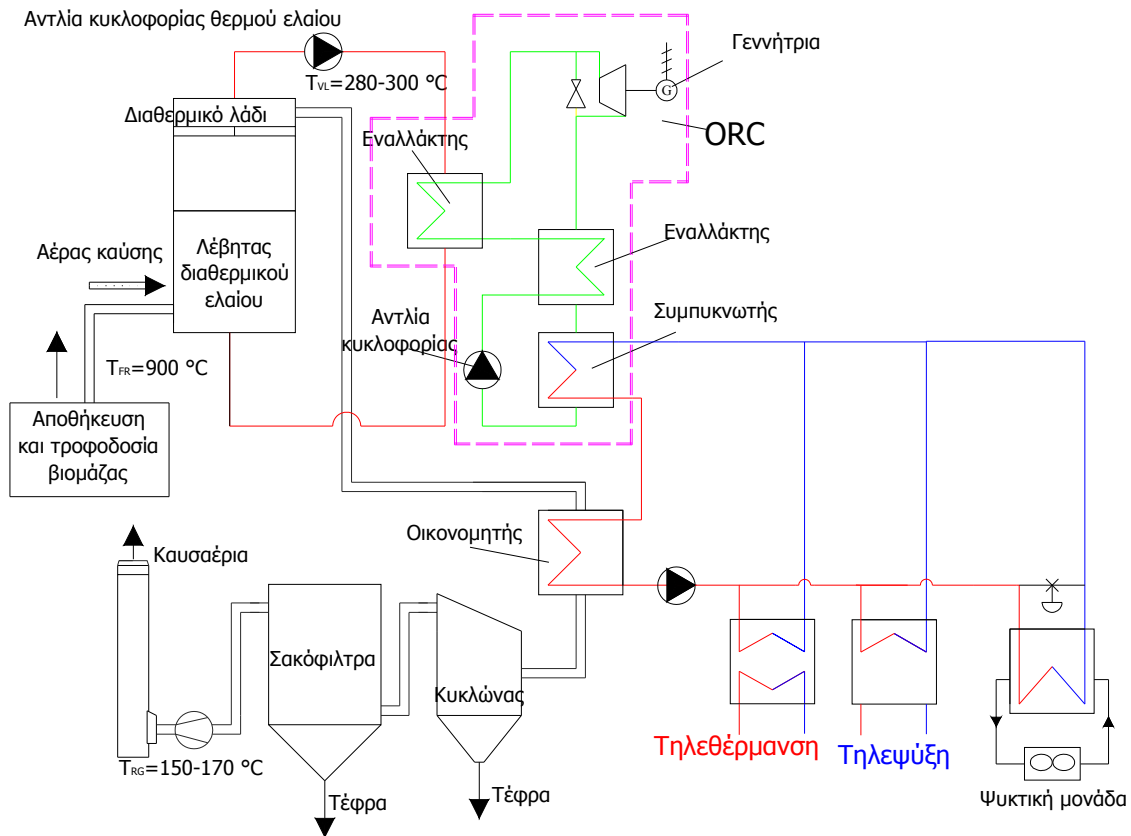 Αντλία κυκλοφορίας θερμού ελαίου
Γεννήτρια
TVL=280-300 °C
G
Διαθερμικό λάδι
ORC
Εναλλάκτης
Εναλλάκτης
Αέρας καύσης
Λέβητας
διαθερμικού
ελαίου
Συμπυκνωτής
Αντλία
κυκλοφορίας
TFR=900 °C
Αποθήκευση
και τροφοδοσία
βιομάζας
Οικονομητής
Καυσαέρια
Σακόφιλτρα
Κυκλώνας
Τηλεθέρμανση
Τηλεψύξη
TRG=150-170 °C
Τέφρα
Τέφρα
Ψυκτική μονάδα